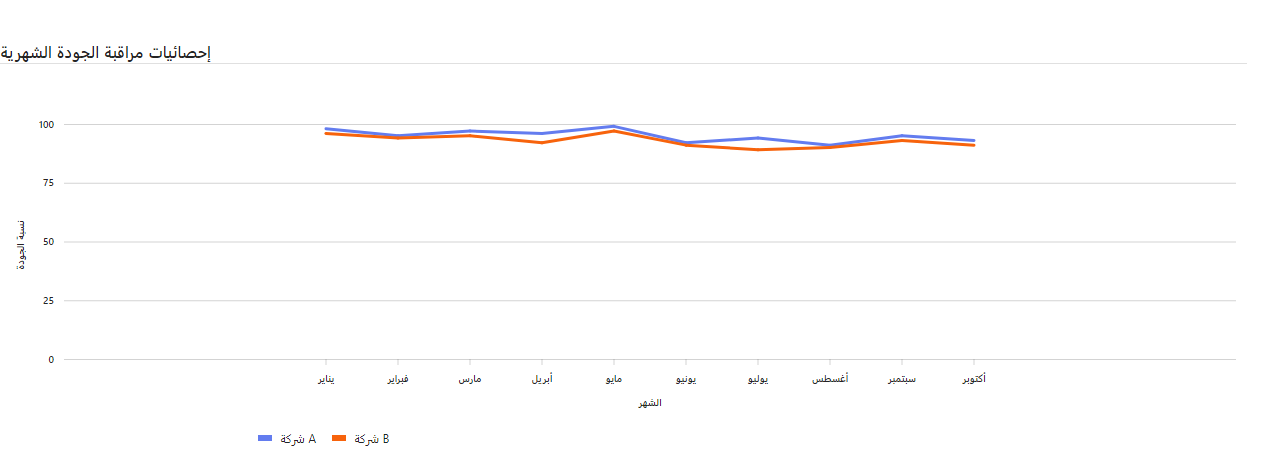 إحصائيات مراقبة الجودة الشهرية
100
75
50
25
0
نسبة الجودة
يناير فبراير مارس أبريل مايو يونيو يوليو أغسطس سبتمبر أكتوبر
الشهر
شركة A شركة B